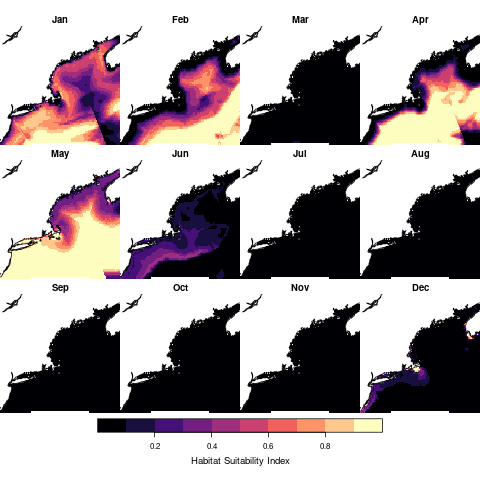 Jan Feb Mar Apr
May Jun Jul Aug
Sep Oct Nov Dec
0.2 0.4 0.6 0.8
Habitat Suitability Index